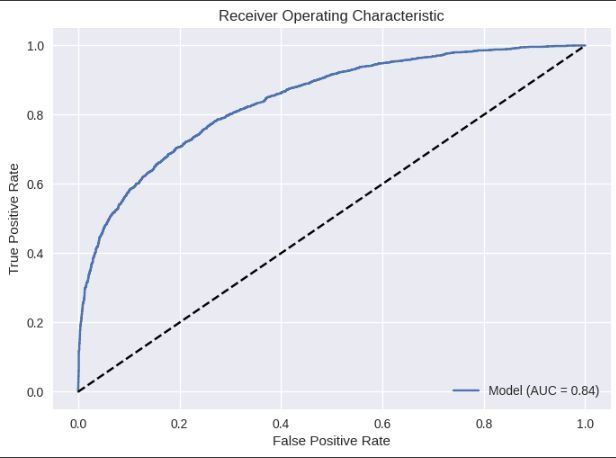 Receiver Operating Characteristic
1.0
0.8
0.6
0.4
0.2
0.0
True Positive Rate
Model (AUC = 0.84)
0.0 0.2 0.4 0.6 0.8 1.0
False Positive Rate